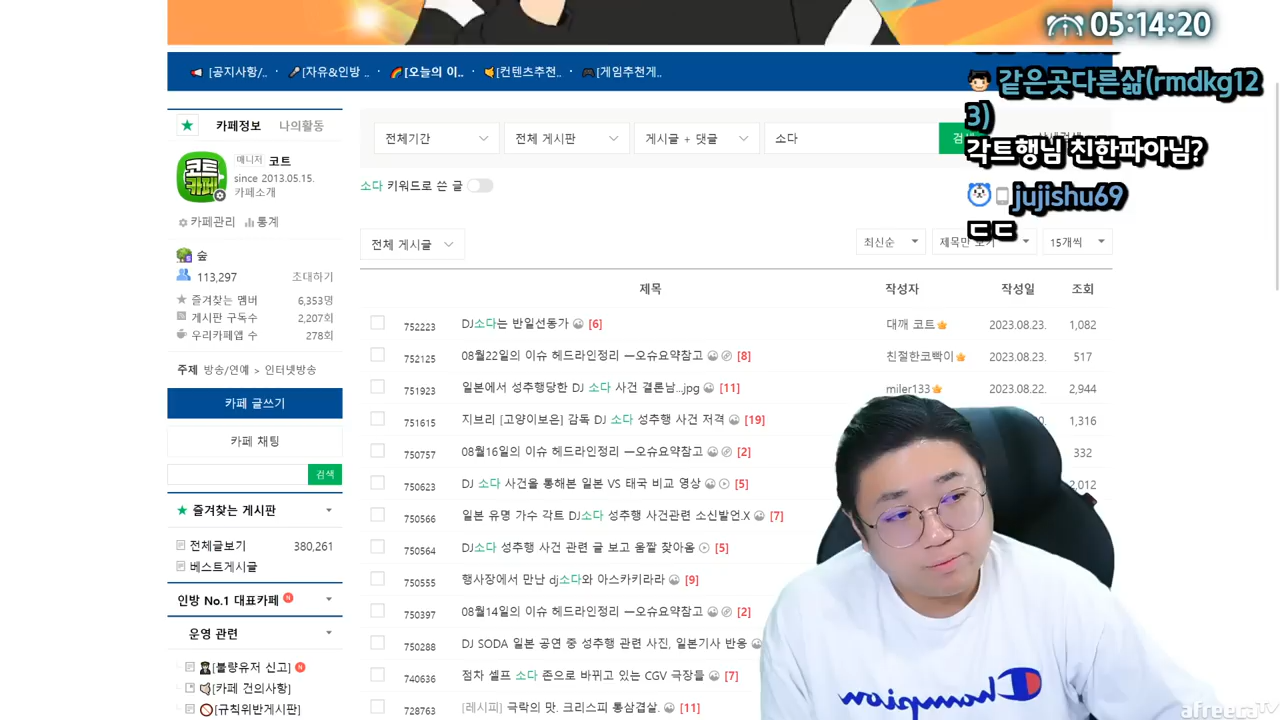 05:14:20
[공지사항/.. · [자유&인방 .. · [오늘의 이.. · [컨텐츠추천.. · [게임추천게..
같은곳다른삶(rmdkg12
3)
각트행님 친한파아님?
jujishu69
ㄷㄷ
카페정보 나의활동
매니저 코트
since 2013.05.15.
카페소개
카페관리 통계
숲
113,297 초대하기
즐겨찾는 멤버 6,353명
게시판 구독수 2,207회
우리카페앱 수 278회
주제 방송/연예 > 인터넷방송
카페 글쓰기
카페 채팅
검색
즐겨찾는 게시판
전체글보기 380,261
베스트게시글
인방 No.1 대표카페 N
운영 관련
[불량유저 신고] N
[카페 건의사항]
[규칙위반게시판]
전체기간 전체 게시판 게시글 + 댓글 소다
소다 키워드로 쓴 글
전체 게시글 최신순 제목만 보기 15개씩
제목 작성자 작성일 조회
752223 DJ소다는 반일선동가 [6] 대깨 코트 2023.08.23. 1,082
752125 08월22일의 이슈 헤드라인정리 ㅡ오슈요약참고 [8] 친절한코빡이 2023.08.23. 517
751923 일본에서 성추행당한 DJ 소다 사건 결론남...jpg [11] miler133 2023.08.22. 2,944
751615 지브리 [고양이보은] 감독 DJ 소다 성추행 사건 저격 [19] 1,316
750757 08월16일의 이슈 헤드라인정리 ㅡ오슈요약참고 [2] 332
750623 DJ 소다 사건을 통해본 일본 VS 태국 비교 영상 [5] 2,012
750566 일본 유명 가수 각트 DJ소다 성추행 사건관련 소신발언.X [7]
750564 DJ소다 성추행 사건 관련 글 보고 움짤 찾아옴 [5]
750555 행사장에서 만난 dj소다와 아스카키라라 [9]
750397 08월14일의 이슈 헤드라인정리 ㅡ오슈요약참고 [2]
750288 DJ SODA 일본 공연 중 성추행 관련 사진, 일본기사 반응
740636 점차 셀프 소다 존으로 바뀌고 있는 CGV 극장들 [7]
728763 [레시피] 극락의 맛. 크리스피 통삼겹살. [11]
Champion
afreecaTV